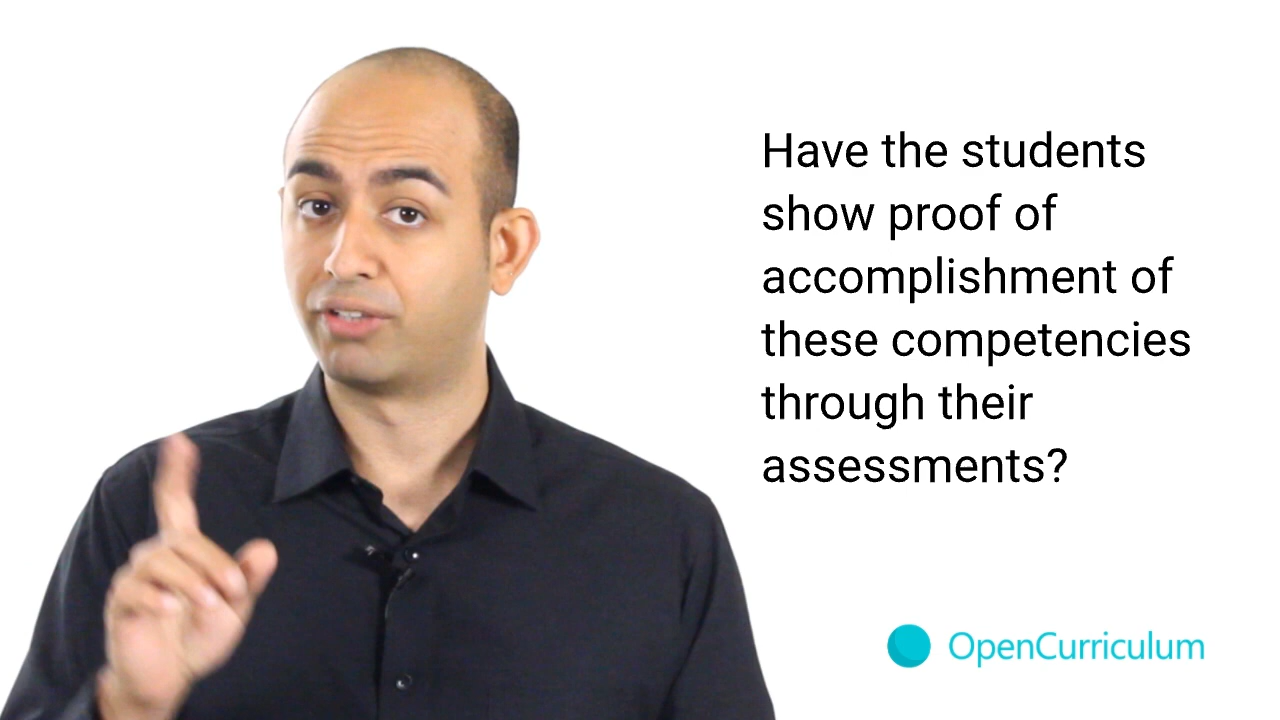 Have the students
show proof of
accomplishment of
these competencies
through their
assessments?
OpenCurriculum